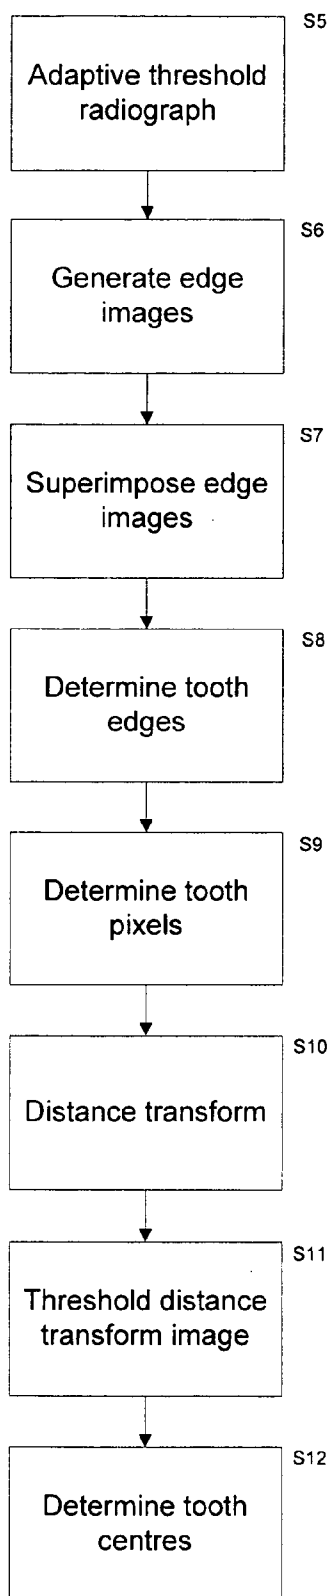 S5
Adaptive threshold
radiograph
S6
Generate edge
images
S7
Superimpose edge
images
S8
Determine tooth
edges
S9
Determine tooth
pixels
S10
Distance transform
S11
Threshold distance
transform image
S12
Determine tooth
centres